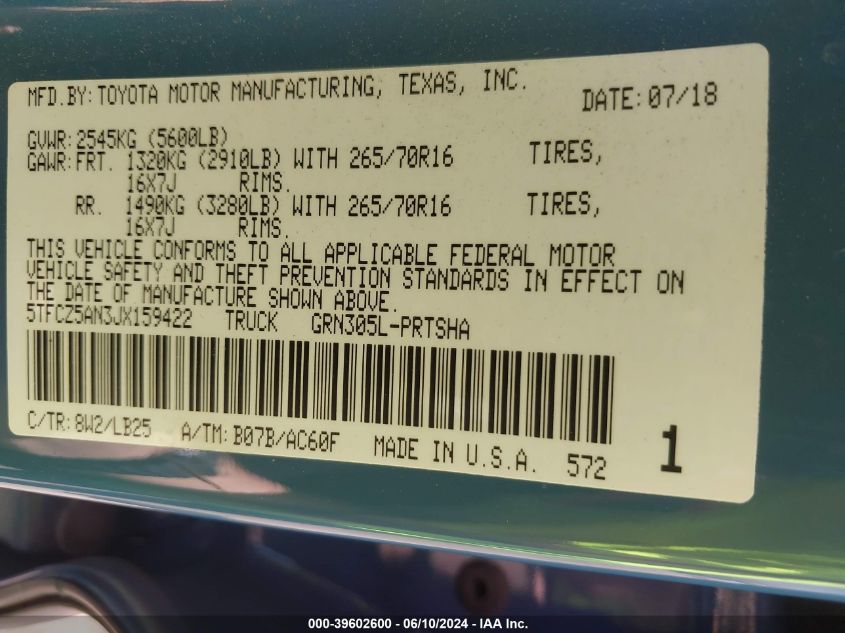 MFD.BY:TOYOTA MOTOR MANUFACTURING, TEXAS, INC.
DATE:07/18
GVWR:2545KG (5600LB)
GAWR:FRT. 1320KG (2910LB) WITH 265/70R16 TIRES,
16X7J RIMS.
RR. 1490KG (3280LB) WITH 265/70R16 TIRES,
16X7J RIMS.
THIS VEHICLE CONFORMS TO ALL APPLICABLE FEDERAL MOTOR
VEHICLE SAFETY AND THEFT PREVENTION STANDARDS IN EFFECT ON
THE DATE OF MANUFACTURE SHOWN ABOVE.
5TFCZ5AN3JX159422 TRUCK GRN305L-PRTSHA
C/TR:8W2/LB25 A/TM:B07B/AC60F MADE IN U.S.A. 572 1
000-39602600 - 06/10/2024 - IAA Inc.